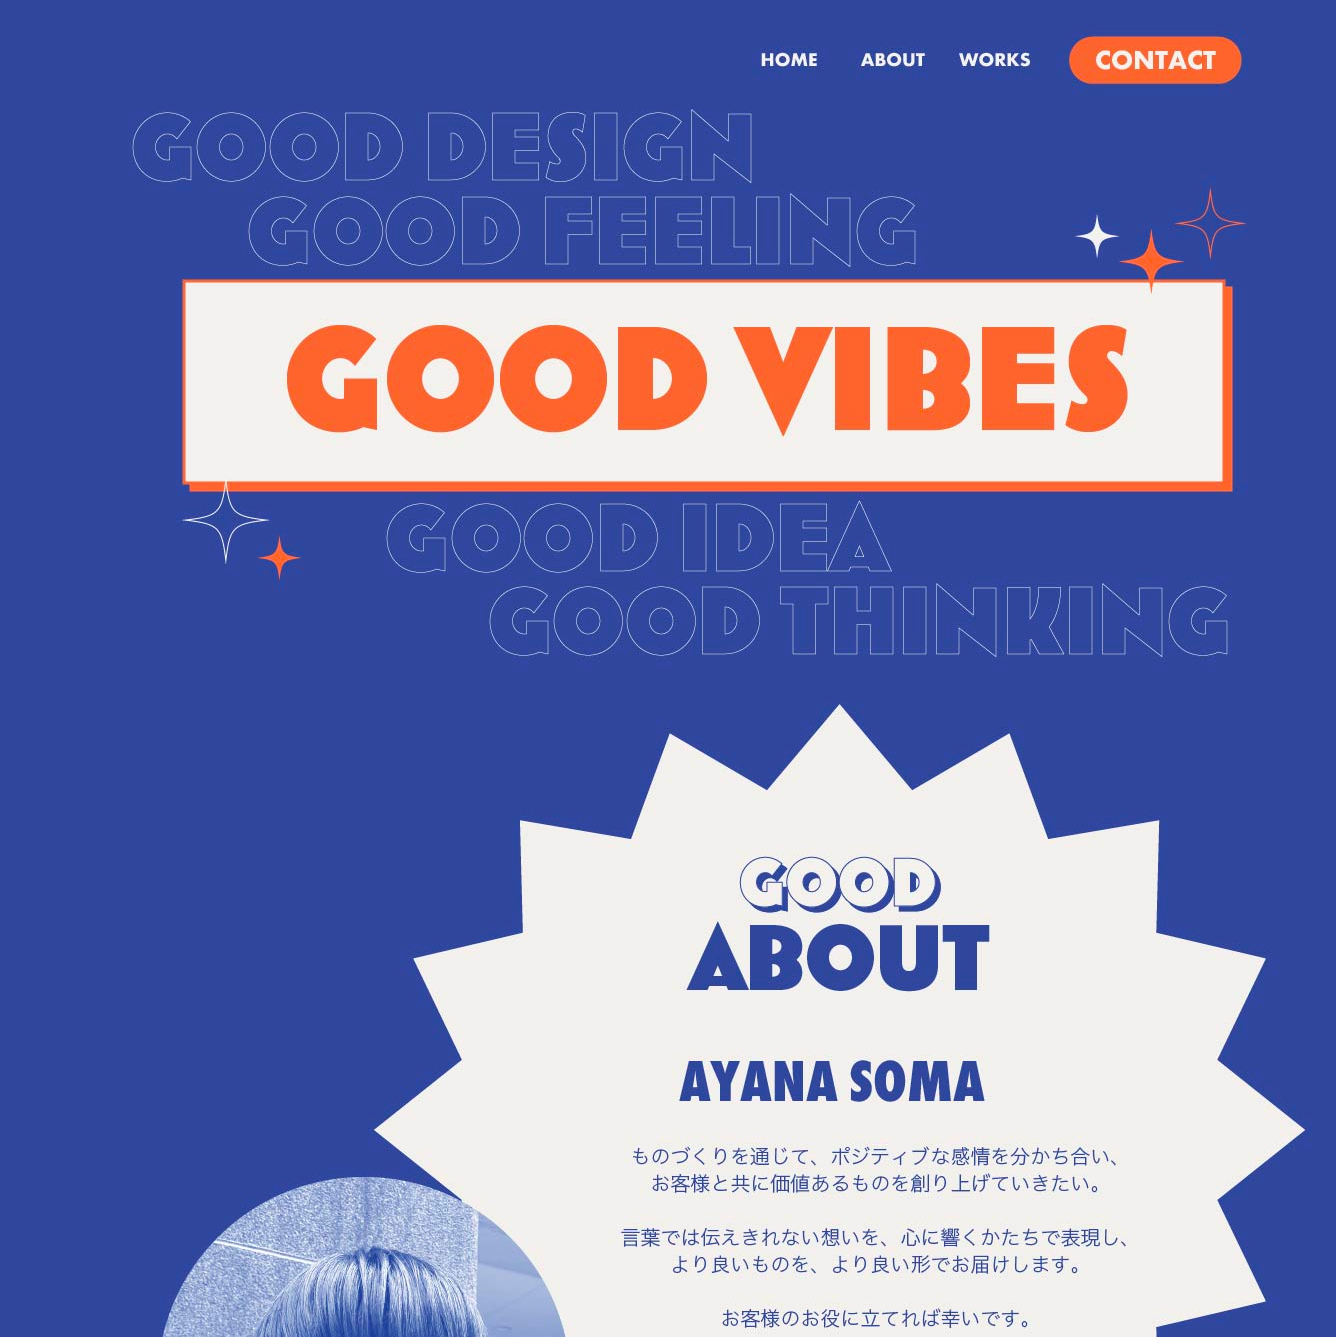 HOME ABOUT WORKS CONTACT
GOOD DESIGN
GOOD FEELING
GOOD VIBES
GOOD IDEA
GOOD THINKING
GOOD
ABOUT
AYANA SOMA
ものづくりを通じて、ポジティブな感情を分かち合い、
お客様と共に価値あるものを創り上げていきたい。
言葉では伝えきれない想いを、心に響くかたちで表現し、
より良いものを、より良い形でお届けします。
お客様のお役に立てれば幸いです。